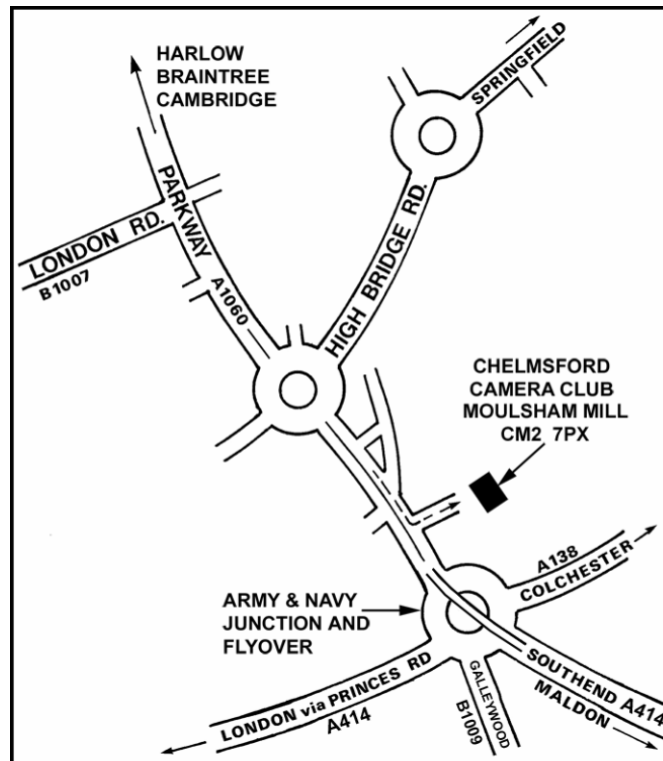 HARLOW
BRAINTREE
CAMBRIDGE
SPRINGFIELD
PARKWAY
LONDON RD.
B1007
A1060
HIGH BRIDGE RD.
CHELMSFORD
CAMERA CLUB
MOULSHAM MILL
CM2 7PX
A138
COLCHESTER
ARMY & NAVY
JUNCTION AND
FLYOVER
LONDON via PRINCES RD
A414
GALLEYWOOD
B1009
SOUTHEND A414
MALDON